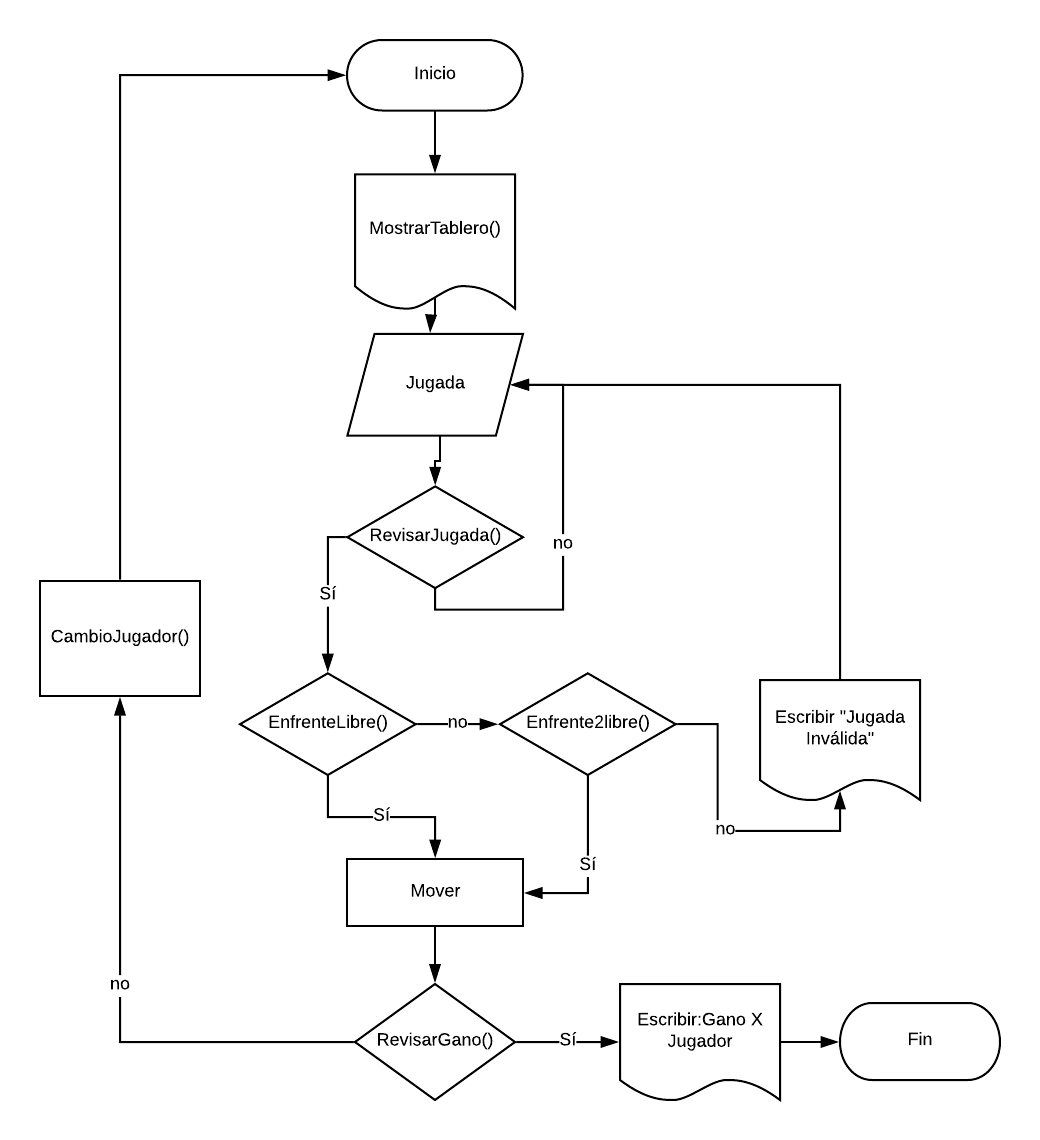 Inicio
MostrarTablero()
Jugada
RevisarJugada()
no
Sí
CambioJugador()
EnfrenteLibre()
no
Enfrente2libre()
Escribir "Jugada
Inválida"
Sí
no
Sí
Mover
no
RevisarGano()
Sí
Escribir:Gano X
Jugador
Fin